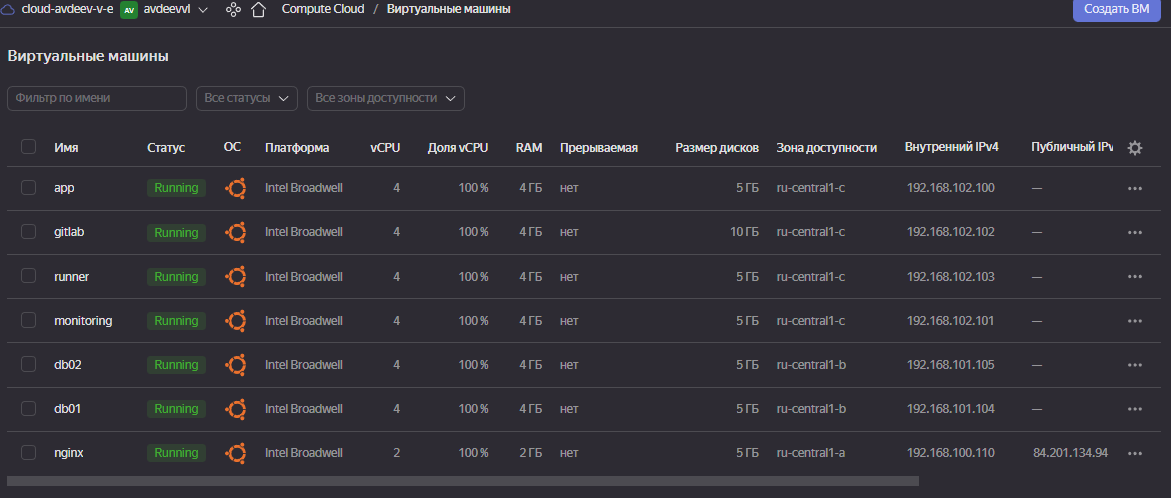 cloud-avdeev-v-e AV avdeevvl Compute Cloud / Виртуальные машины Создать ВМ
Виртуальные машины
Фильтр по имени Все статусы Все зоны доступности
Имя Статус ОС Платформа vCPU Доля vCPU RAM Прерываемая Размер дисков Зона доступности Внутренний IPv4 Публичный IPv
app Running Intel Broadwell 4 100 % 4 ГБ нет 5 ГБ ru-central1-c 192.168.102.100 —
gitlab Running Intel Broadwell 4 100 % 4 ГБ нет 10 ГБ ru-central1-c 192.168.102.102 —
runner Running Intel Broadwell 4 100 % 4 ГБ нет 5 ГБ ru-central1-c 192.168.102.103 —
monitoring Running Intel Broadwell 4 100 % 4 ГБ нет 5 ГБ ru-central1-c 192.168.102.101 —
db02 Running Intel Broadwell 4 100 % 4 ГБ нет 5 ГБ ru-central1-b 192.168.101.105 —
db01 Running Intel Broadwell 4 100 % 4 ГБ нет 5 ГБ ru-central1-b 192.168.101.104 —
nginx Running Intel Broadwell 2 100 % 2 ГБ нет 5 ГБ ru-central1-a 192.168.100.110 84.201.134.94